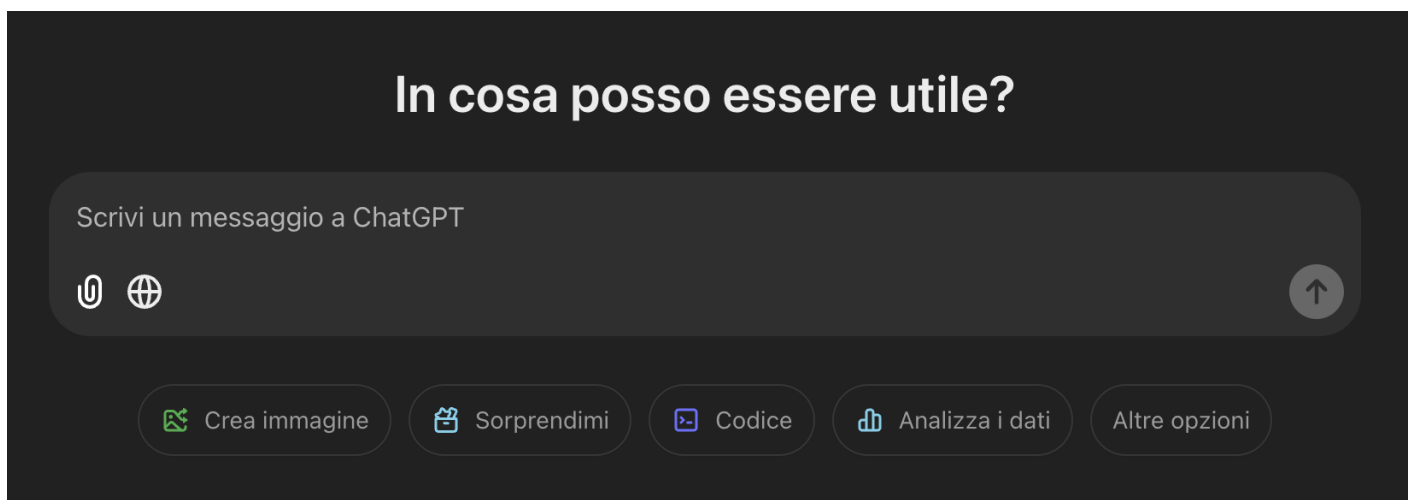 In cosa posso essere utile?
Scrivi un messaggio a ChatGPT
Crea immagine
Sorprendimi
Codice
Analizza i dati
Altre opzioni